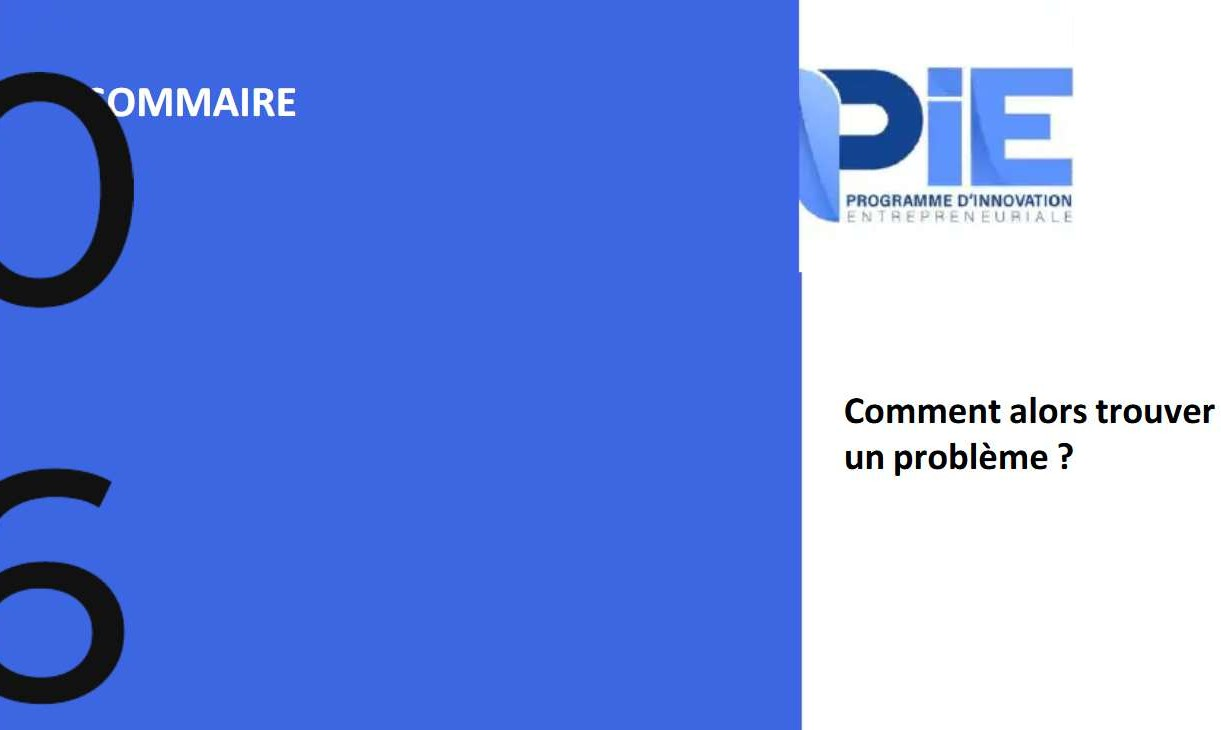 0
SOMMAIRE
6
PiE
PROGRAMME D'INNOVATION
ENTREPRENEURIALE
Comment alors trouver
un problème ?